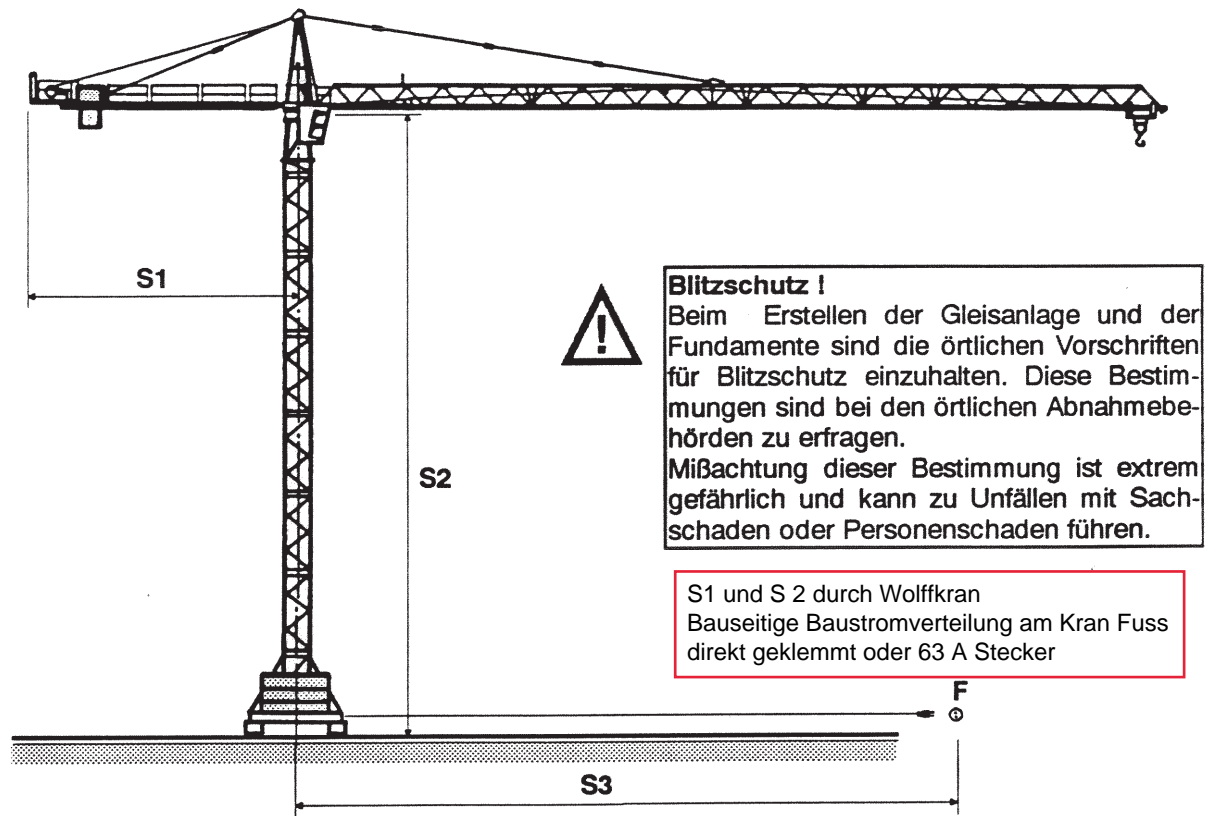 S1
S2
Blitzschutz !
Beim Erstellen der Gleisanlage und der
Fundamente sind die örtlichen Vorschriften
für Blitzschutz einzuhalten. Diese Bestim-
mungen sind bei den örtlichen Abnahmebe-
hörden zu erfragen.
Mißachtung dieser Bestimmung ist extrem
gefährlich und kann zu Unfällen mit Sach-
schaden oder Personenschaden führen.
S1 und S 2 durch Wolffkran
Bauseitige Baustromverteilung am Kran Fuss
direkt geklemmt oder 63 A Stecker
F
S3